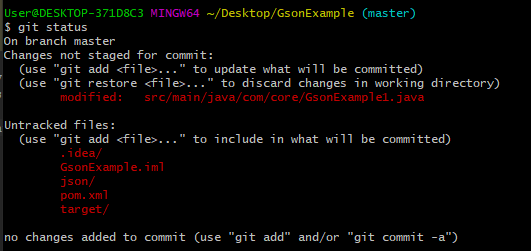 User@DESKTOP-371D8C3 MINGW64 ~/Desktop/GsonExample (master)
$ git status
On branch master
Changes not staged for commit:
  (use "git add <file>..." to update what will be committed)
  (use "git restore <file>..." to discard changes in working directory)
        modified:   src/main/java/com/core/GsonExample1.java

Untracked files:
  (use "git add <file>..." to include in what will be committed)
        .idea/
        GsonExample.iml
        json/
        pom.xml
        target/

no changes added to commit (use "git add" and/or "git commit -a")